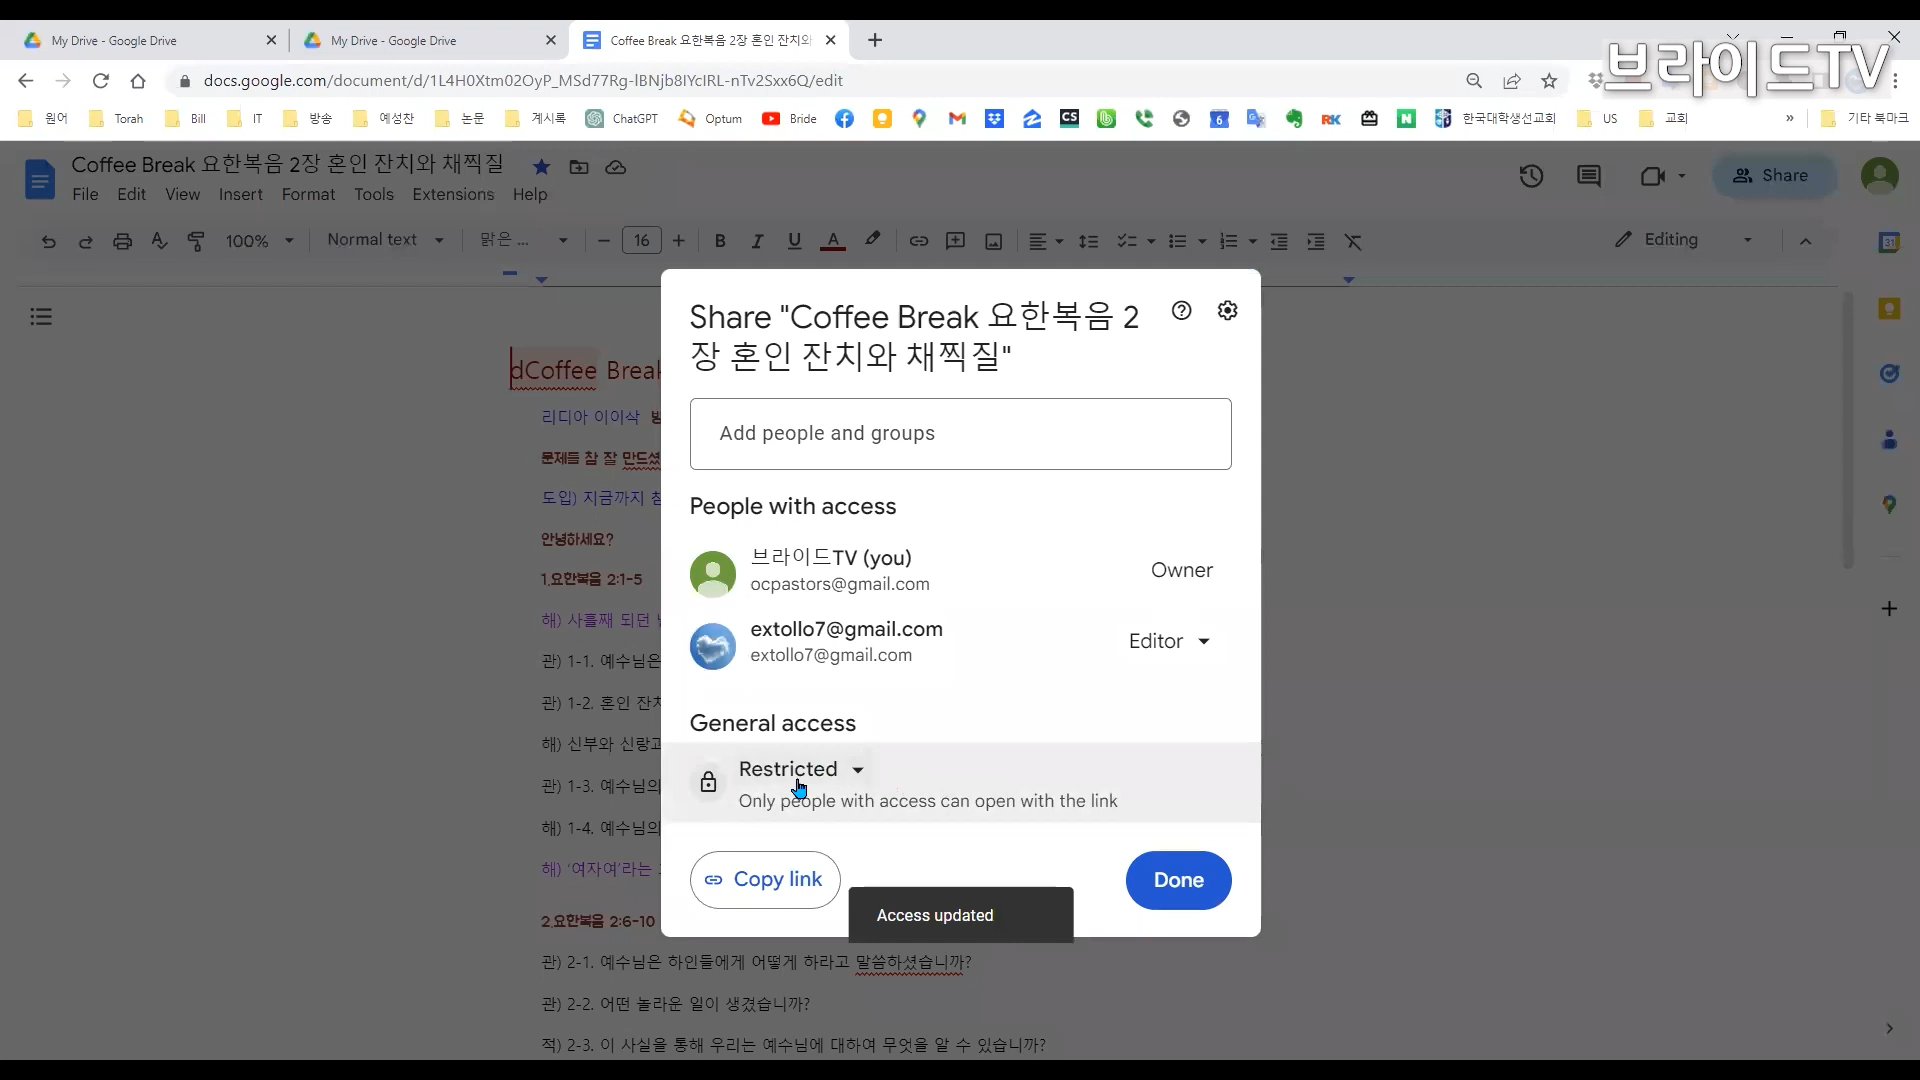 My Drive - Google Drive
My Drive - Google Drive
Coffee Break 요한복음 2장 혼인 잔치와
브라이드TV
docs.google.com/document/d/1L4H0Xtm02OyP_MSd77Rg-IBNjb8IYcIRL-nTv2Sxx6Q/edit
원어 Torah Bill IT 방송 예성찬 논문 계시록 ChatGPT Optum Bride 한국대학생선교회 US 교회 » 기타 북마크
Coffee Break 요한복음 2장 혼인 잔치와 채찍질
File Edit View Insert Format Tools Extensions Help
Share
100% Normal text 맑은 ... 16 B I U A Editing
dCoffee Break
리디아 이이삭
문제들 참 잘 만드셨
도입) 지금까지
안녕하세요?
1.요한복음 2:1-5
해) 사흘째 되던
관) 1-1. 예수님은
관) 1-2. 혼인 잔치
해) 신부와 신랑과
관) 1-3. 예수님의
해) 1-4. 예수님의
해) '여자여'라는
2.요한복음 2:6-10
관) 2-1. 예수님은 하인들에게 어떻게 하라고 말씀하셨습니까?
관) 2-2. 어떤 놀라운 일이 생겼습니까?
적) 2-3. 이 사실을 통해 우리는 예수님에 대하여 무엇을 알 수 있습니까?
Share "Coffee Break 요한복음 2
장 혼인 잔치와 채찍질"
Add people and groups
People with access
브라이드TV (you)
ocpastors@gmail.com
Owner
extollo7@gmail.com
extollo7@gmail.com
Editor
General access
Restricted
Only people with access can open with the link
Copy link
Done
Access updated